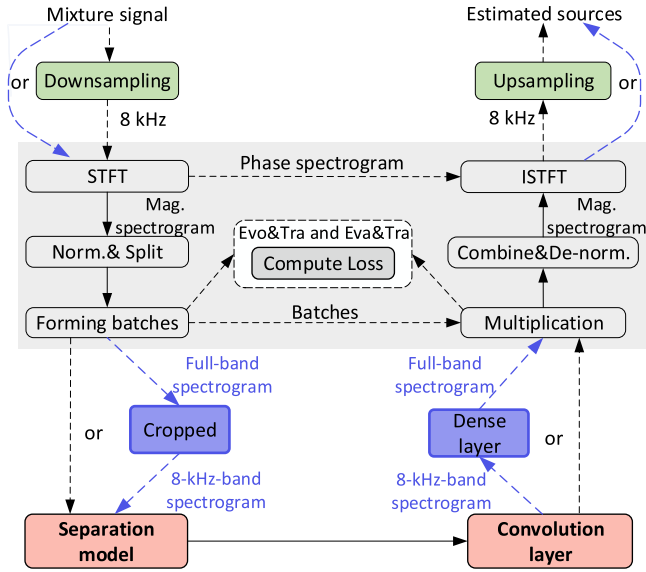 Mixture signal
Estimated sources
or
Downsampling
Upsampling
or
8 kHz
8 kHz
Phase spectrogram
STFT
ISTFT
Mag.
spectrogram
Mag.
spectrogram
Evo&Tra and Eva&Tra
Norm.& Split
Compute Loss
Combine&De-norm.
Batches
Forming batches
Multiplication
Full-band
spectrogram
Full-band
spectrogram
or
Cropped
Dense
layer
or
8-kHz-band
spectrogram
8-kHz-band
spectrogram
Separation
model
Convolution
layer